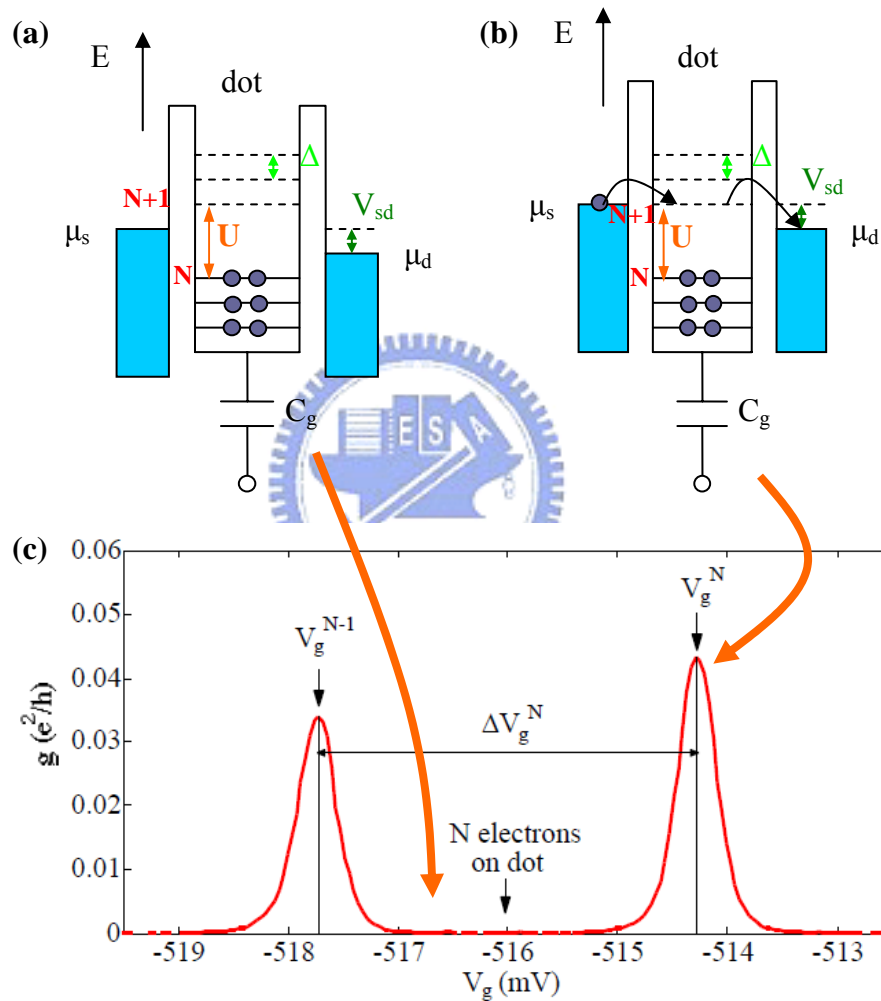 (a)
E
dot
Δ
N+1
V_sd
μ_s
U
μ_d
N
C_g
(b)
E
dot
Δ
V_sd
μ_s
N+1
μ_d
U
N
C_g
E S A
(c)
0.06
0.05
0.04
0.03
0.02
0.01
0
g (e^2/h)
V_g^N-1
V_g^N
ΔV_g^N
N electrons
on dot
-519 -518 -517 -516 -515 -514 -513
V_g (mV)